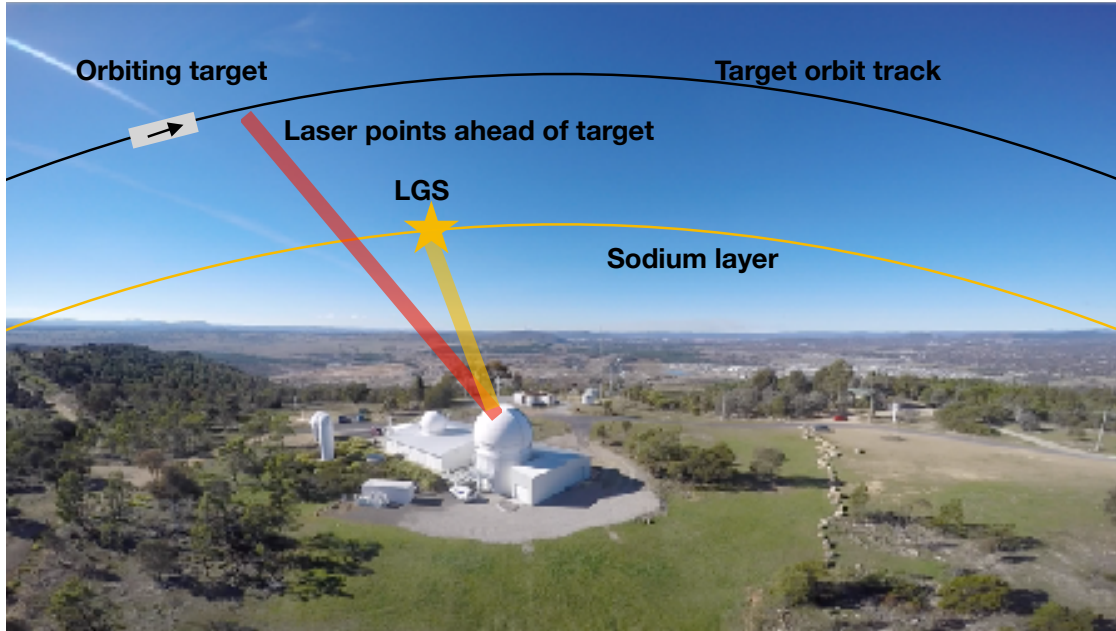 Orbiting target
Target orbit track
Laser points ahead of target
LGS
Sodium layer